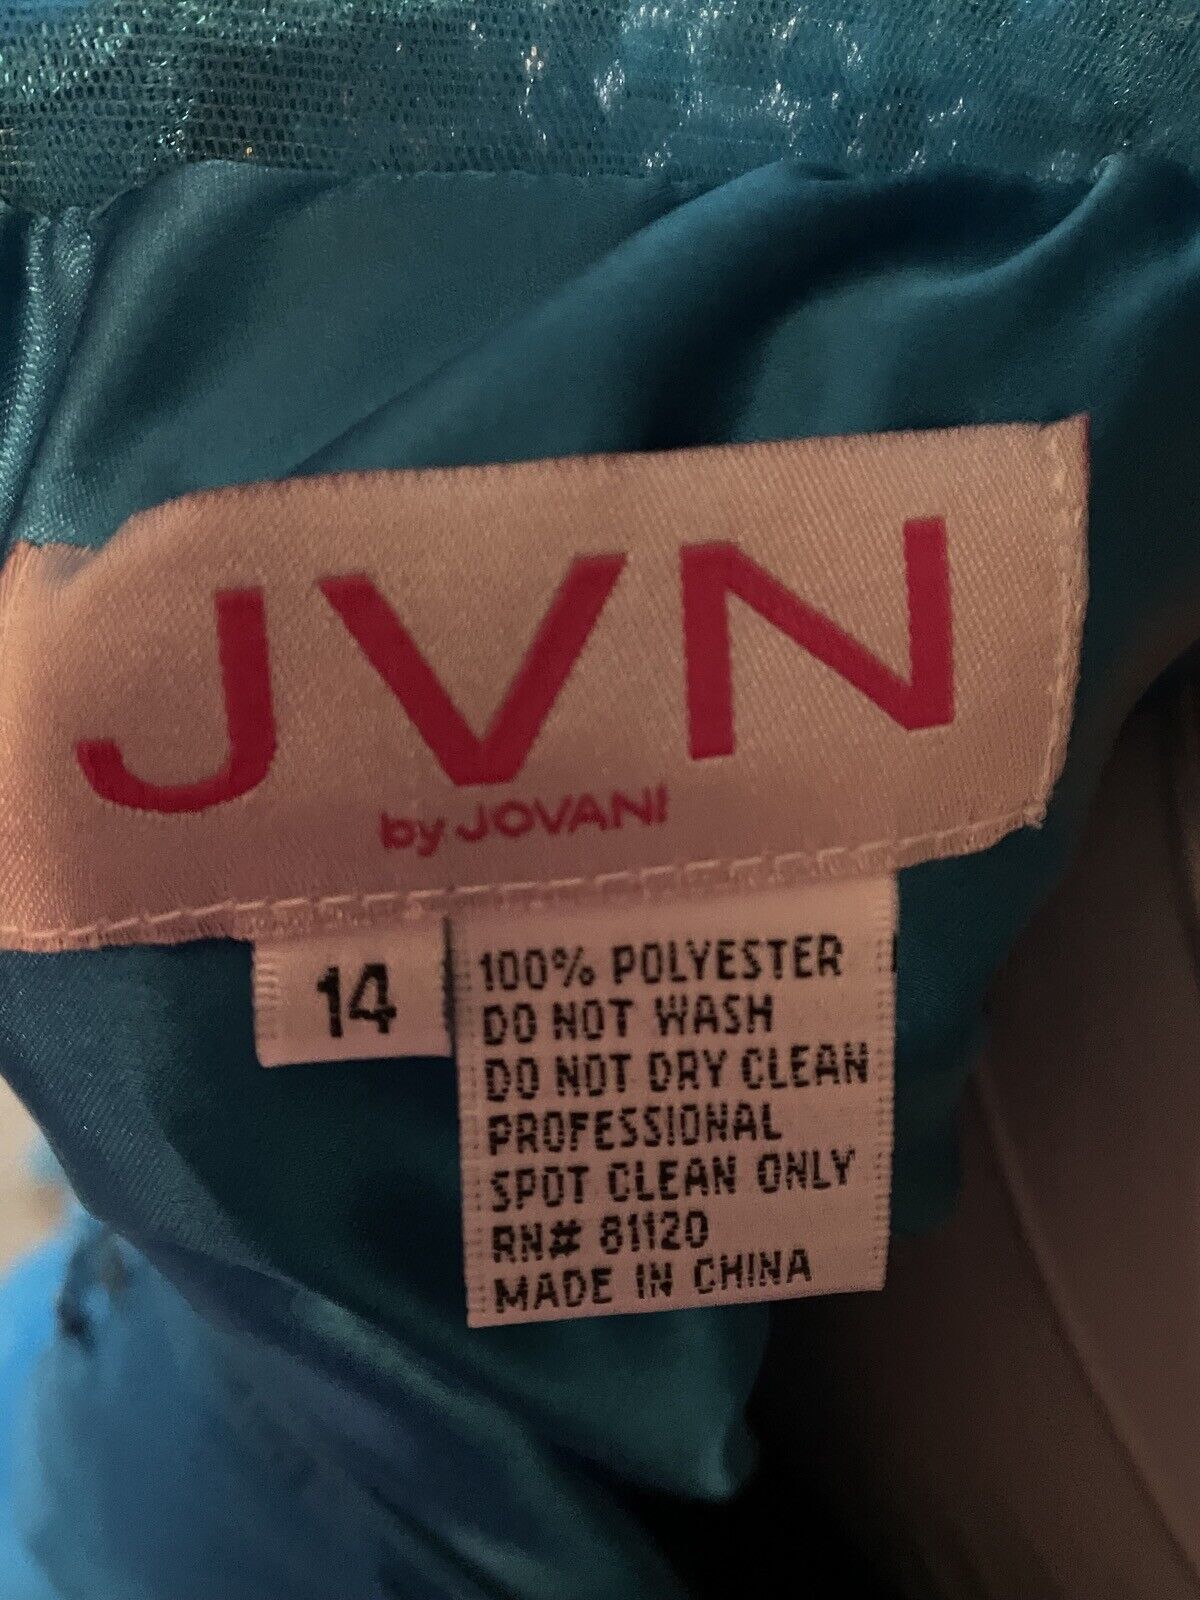 JVN
by JOVANI
14
100% POLYESTER
DO NOT WASH
DO NOT DRY CLEAN
PROFESSIONAL
SPOT CLEAN ONLY
RN# 81120
MADE IN CHINA